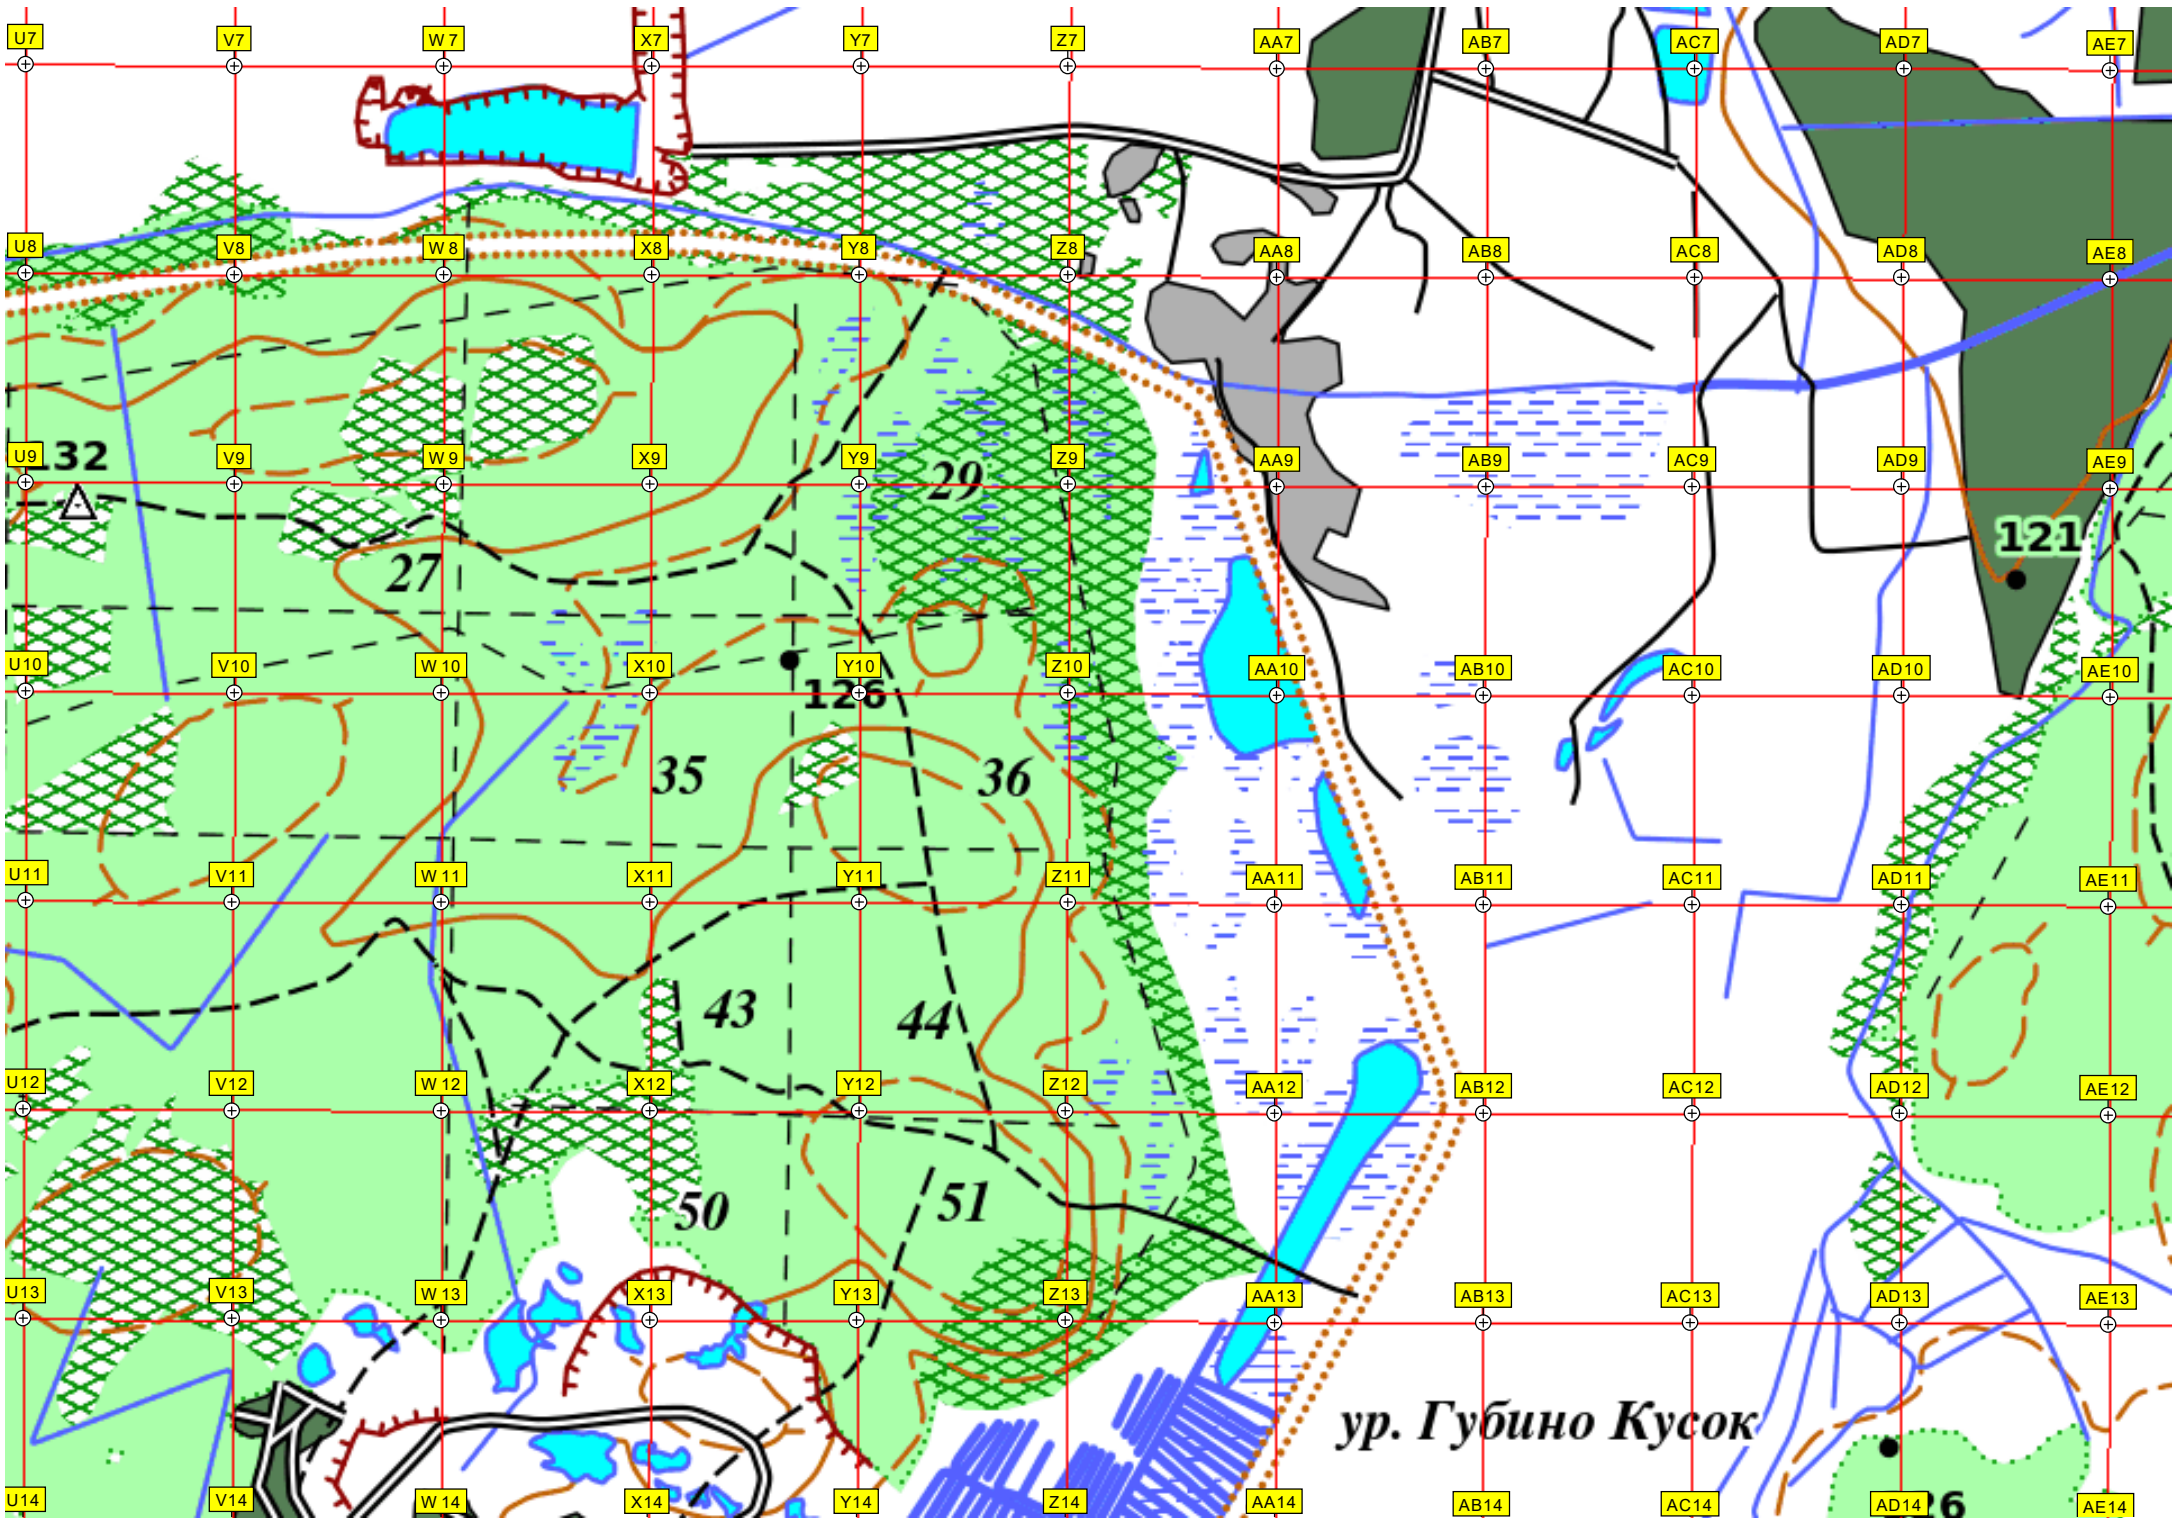 U7 V7 W7 X7 Y7 Z7 AA7 AB7 AC7 AD7 AE7
U8 V8 W8 X8 Y8 Z8 AA8 AB8 AC8 AD8 AE8
U9 V9 W9 X9 Y9 Z9 AA9 AB9 AC9 AD9 AE9
132
29
121
27
U10 V10 W10 X10 Y10 Z10 AA10 AB10 AC10 AD10 AE10
126
35
36
U11 V11 W11 X11 Y11 Z11 AA11 AB11 AC11 AD11 AE11
43
44
U12 V12 W12 X12 Y12 Z12 AA12 AB12 AC12 AD12 AE12
50
51
U13 V13 W13 X13 Y13 Z13 AA13 AB13 AC13 AD13 AE13
ур. Губино Кусок
U14 V14 W14 X14 Y14 Z14 AA14 AB14 AC14 AD14 AE14